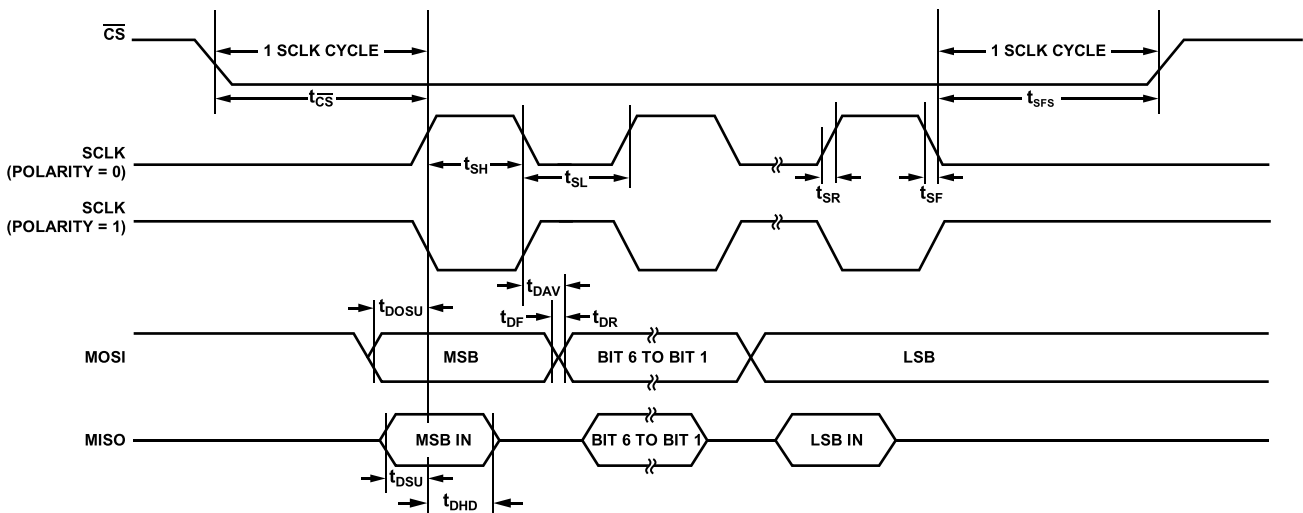 CS
1 SCLK CYCLE
1 SCLK CYCLE
tCS
tSFS
SCLK
(POLARITY = 0)
tSH
tSL
tSR
tSF
SCLK
(POLARITY = 1)
tDAV
tDOSU
tDF
tDR
MOSI
MSB
BIT 6 TO BIT 1
LSB
MISO
MSB IN
BIT 6 TO BIT 1
LSB IN
tDSU
tDHD